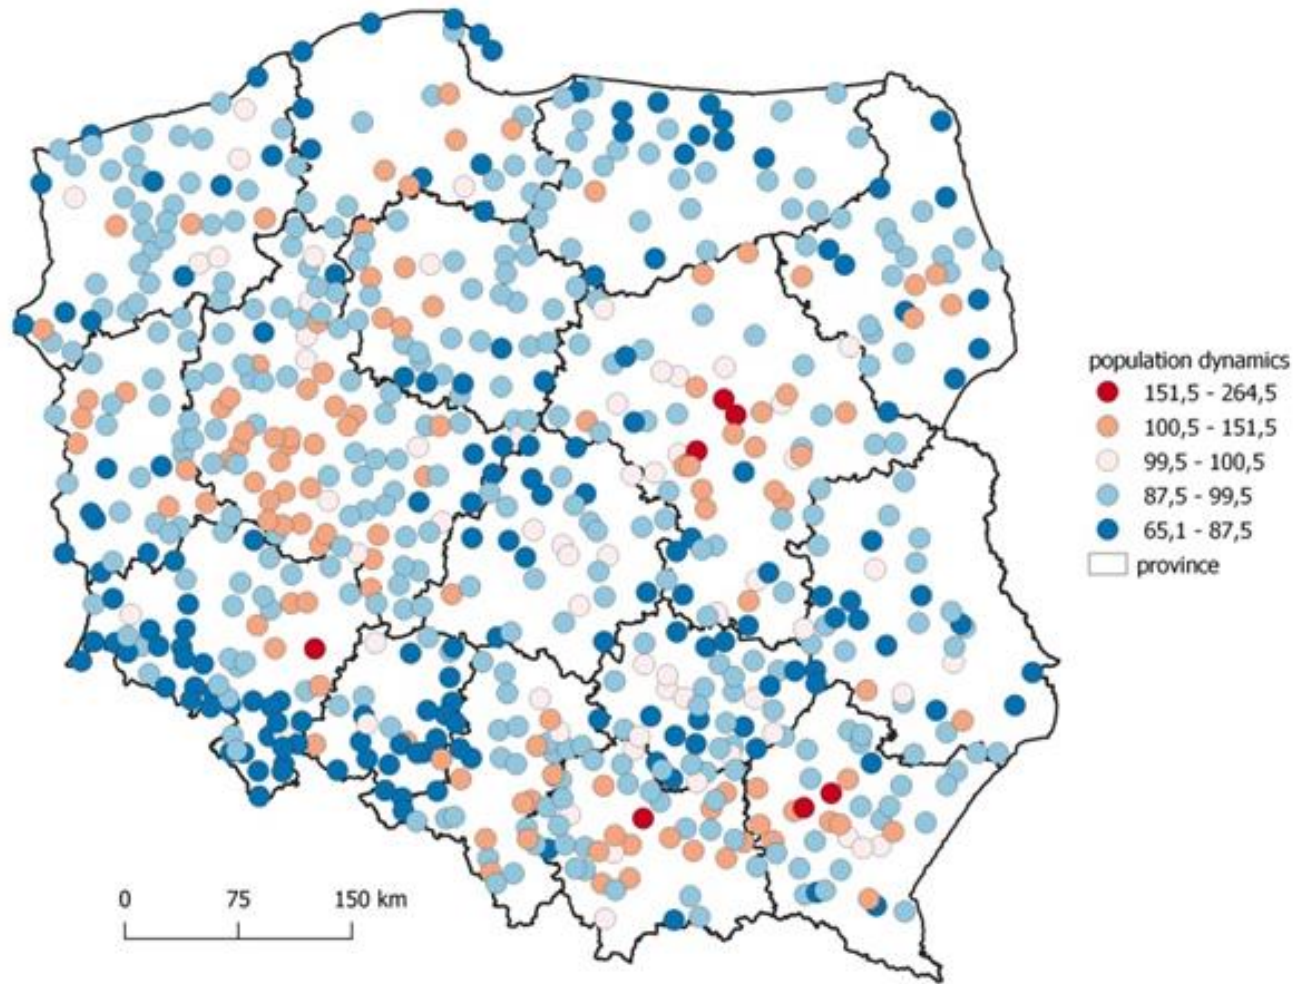 population dynamics
151,5 - 264,5
100,5 - 151,5
99,5 - 100,5
87,5 - 99,5
65,1 - 87,5
province
0 75 150 km